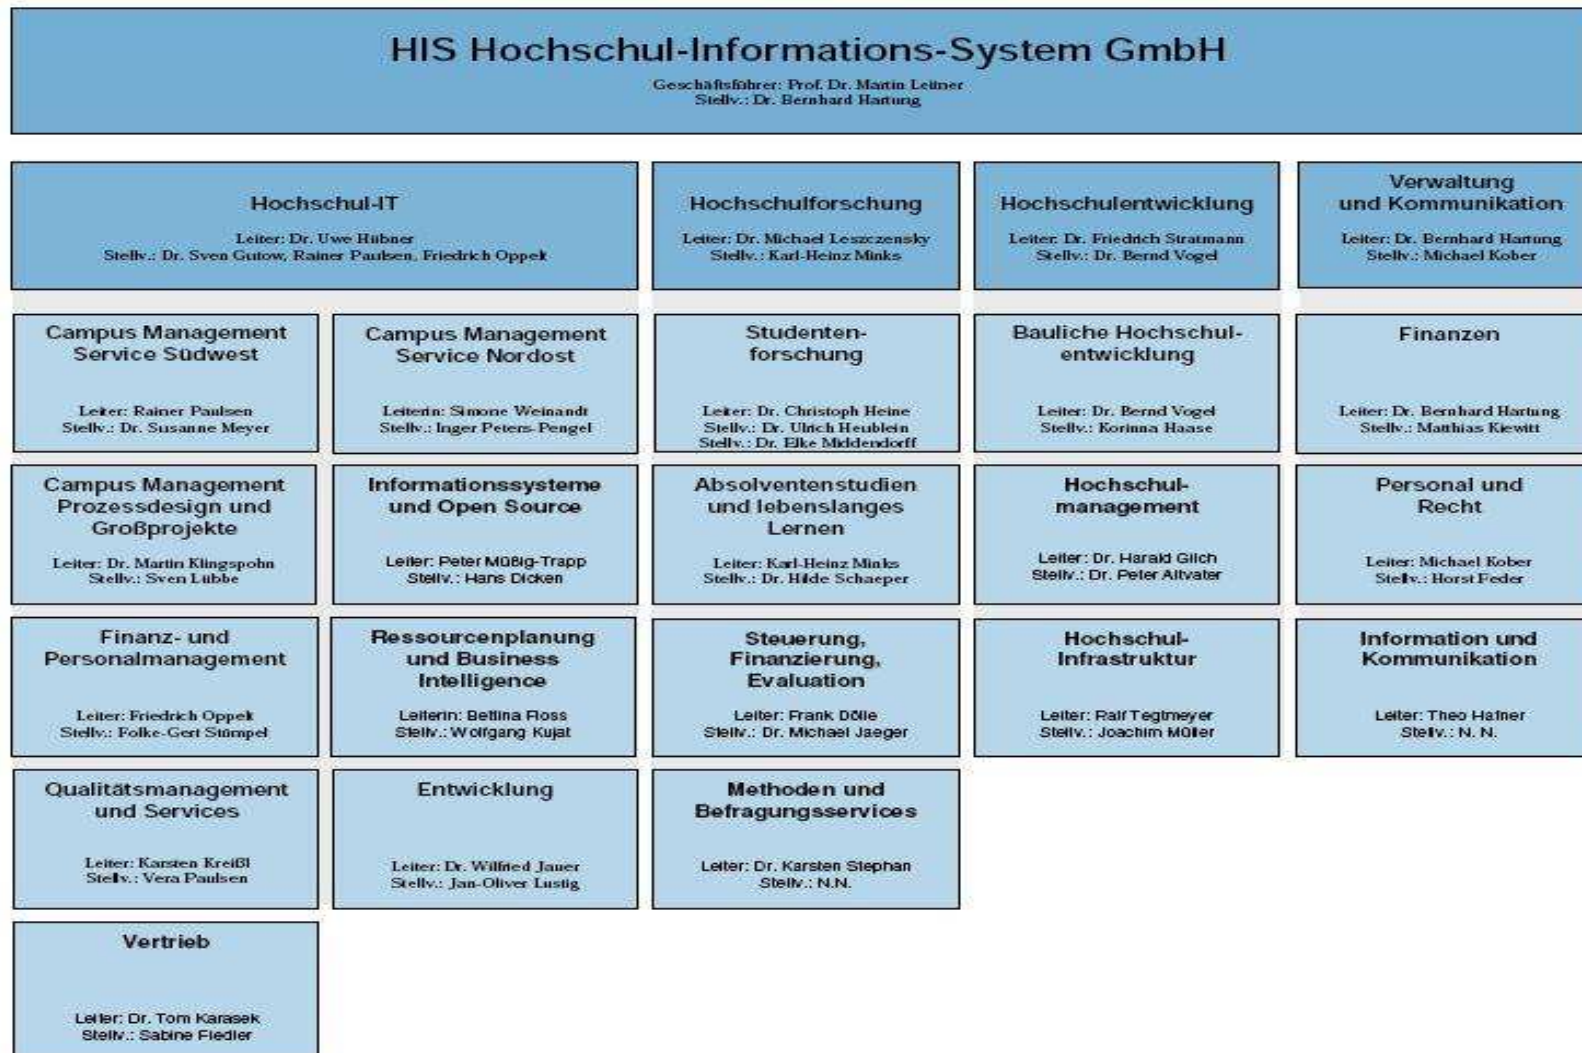 HIS Hochschul-Informations-System GmbH
Geschäftsführer: Prof. Dr. Martin Leitner
Stellv.: Dr. Bernhard Hartung
Hochschul-IT
Leiter: Dr. Uwe Hübner
Stellv.: Dr. Sven Gutow, Rainer Paulsen, Friedrich Oppelt
Hochschulforschung
Leiter: Dr. Michael Leszczensky
Stellv.: Karl-Heinz Minks
Hochschulentwicklung
Leiter: Dr. Friedrich Stratmann
Stellv.: Dr. Bernd Vogel
Verwaltung
und Kommunikation
Leiter: Dr. Bernhard Hartung
Stellv.: Michael Kober
Campus Management
Service Südwest
Leiter: Rainer Paulsen
Stellv.: Dr. Susanne Meyer
Campus Management
Service Nordost
Leiterin: Simone Weinandt
Stellv.: Inger Peters-Pengel
Studenten-
forschung
Leiter: Dr. Christoph Heine
Stellv.: Dr. Ulrich Heublein
Stellv.: Dr. Elke Middendorff
Bauliche Hochschul-
entwicklung
Leiter: Dr. Bernd Vogel
Stellv.: Korinna Haase
Finanzen
Leiter: Dr. Bernhard Hartung
Stellv.: Matthias Kiewitt
Campus Management
Prozessdesign und
Großprojekte
Leiter: Dr. Martin Klingspohn
Stellv.: Sven Lübbe
Informationssysteme
und Open Source
Leiter: Peter Müßig-Trapp
Stellv.: Hans Dicken
Absolventenstudien
und lebenslanges
Lernen
Leiter: Karl-Heinz Minks
Stellv.: Dr. Hilde Schaeper
Hochschul-
management
Leiter: Dr. Harald Gilch
Stellv.: Dr. Peter Altvater
Personal und
Recht
Leiter: Michael Kober
Stellv.: Horst Feder
Finanz- und
Personalmanagement
Leiter: Friedrich Oppelt
Stellv.: Folke-Gert Stümpel
Ressourcenplanung
und Business
Intelligence
Leiterin: Bettina Floss
Stellv.: Wolfgang Kujat
Steuerung,
Finanzierung,
Evaluation
Leiter: Frank Dölle
Stellv.: Dr. Michael Jaeger
Hochschul-
Infrastruktur
Leiter: Ralf Tegtmeyer
Stellv.: Joachim Müller
Information und
Kommunikation
Leiter: Theo Hafner
Stellv.: N. N.
Qualitätsmanagement
und Services
Leiter: Karsten Kreißl
Stellv.: Vera Paulsen
Entwicklung
Leiter: Dr. Wilfried Jauer
Stellv.: Jan-Oliver Lustig
Methoden und
Befragungsservices
Leiter: Dr. Karsten Stephan
Stellv.: N.N.
Vertrieb
Leiter: Dr. Tom Karasek
Stellv.: Sabine Fiedler